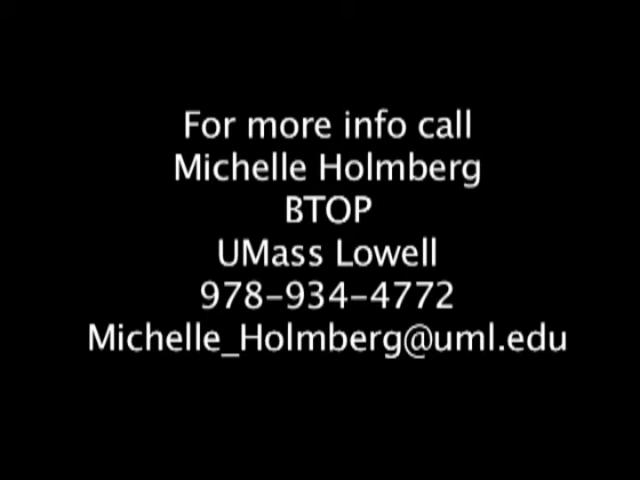 For more info call
Michelle Holmberg
BTOP
UMass Lowell
978-934-4772
Michelle_Holmberg@uml.edu